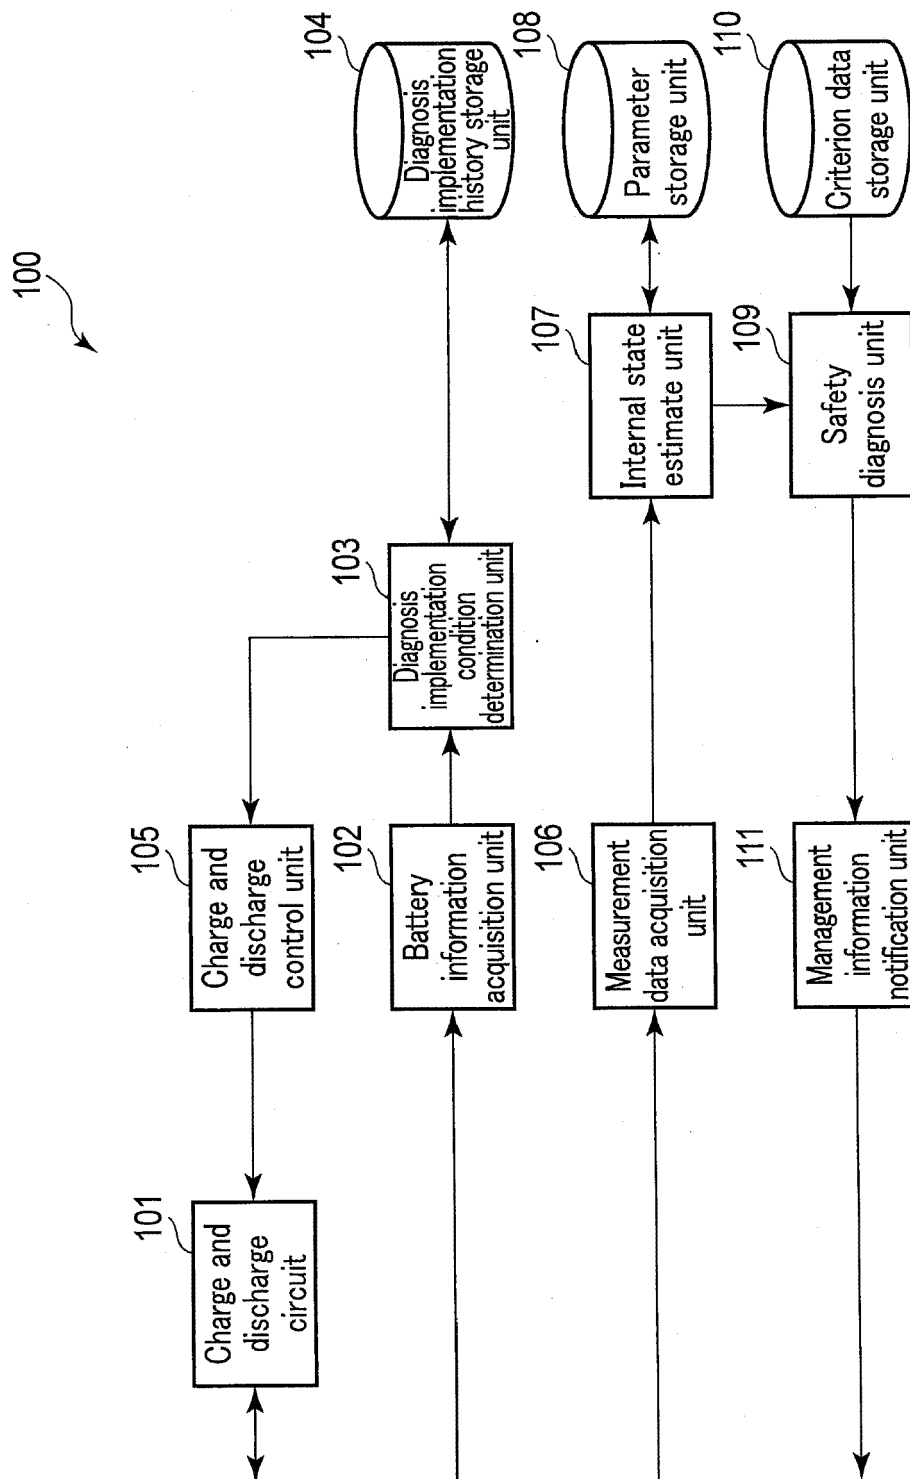 100
101
Charge and
discharge
circuit
105
Charge and
discharge
control unit
102
Battery
information
acquisition unit
103
Diagnosis
implementation
condition
determination unit
104
Diagnosis
implementation
history storage
unit
106
Measurement
data acquisition
unit
107
Internal state
estimate unit
108
Parameter
storage unit
111
Management
information
notification unit
109
Safety
diagnosis unit
110
Criterion data
storage unit